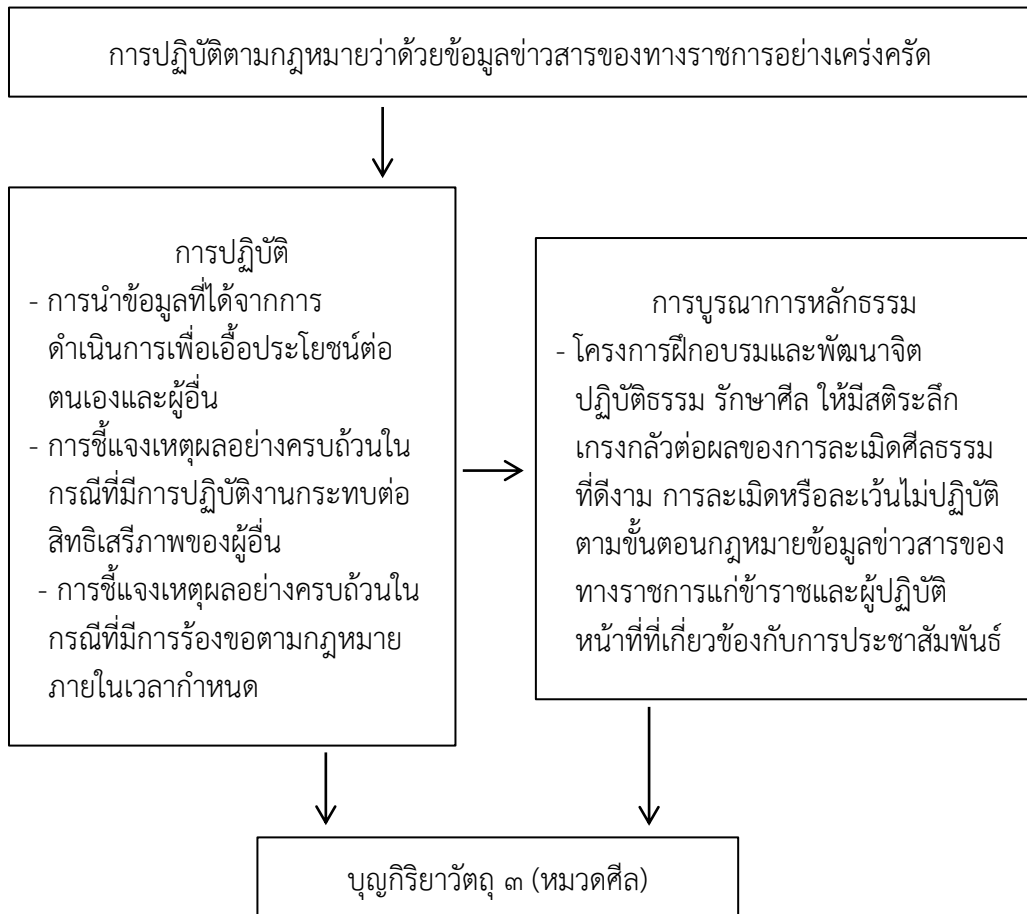 การปฏิบัติตามกฎหมายว่าด้วยข้อมูลข่าวสารของทางราชการอย่างเคร่งครัด
การปฏิบัติ
- การนำข้อมูลที่ได้จากการ
ดำเนินการเพื่อเอื้อประโยชน์ต่อ
ตนเองและผู้อื่น
- การชี้แจงเหตุผลอย่างครบถ้วนใน
กรณีที่มีการปฏิบัติงานกระทบต่อ
สิทธิเสรีภาพของผู้อื่น
- การชี้แจงเหตุผลอย่างครบถ้วนใน
กรณีที่มีการร้องขอตามกฎหมาย
ภายในเวลากำหนด
การบูรณาการหลักธรรม
- โครงการฝึกอบรมและพัฒนาจิต
ปฏิบัติธรรม รักษาศีล ให้มีสติระลึก
เกรงกลัวต่อผลของการละเมิดศีลธรรม
ที่ดีงาม การละเมิดหรือละเว้นไม่ปฏิบัติ
ตามขั้นตอนกฎหมายข้อมูลข่าวสารของ
ทางราชการแก่ข้าราชและผู้ปฏิบัติ
หน้าที่ที่เกี่ยวข้องกับการประชาสัมพันธ์
บุญกิริยาวัตถุ ๓ (หมวดศีล)